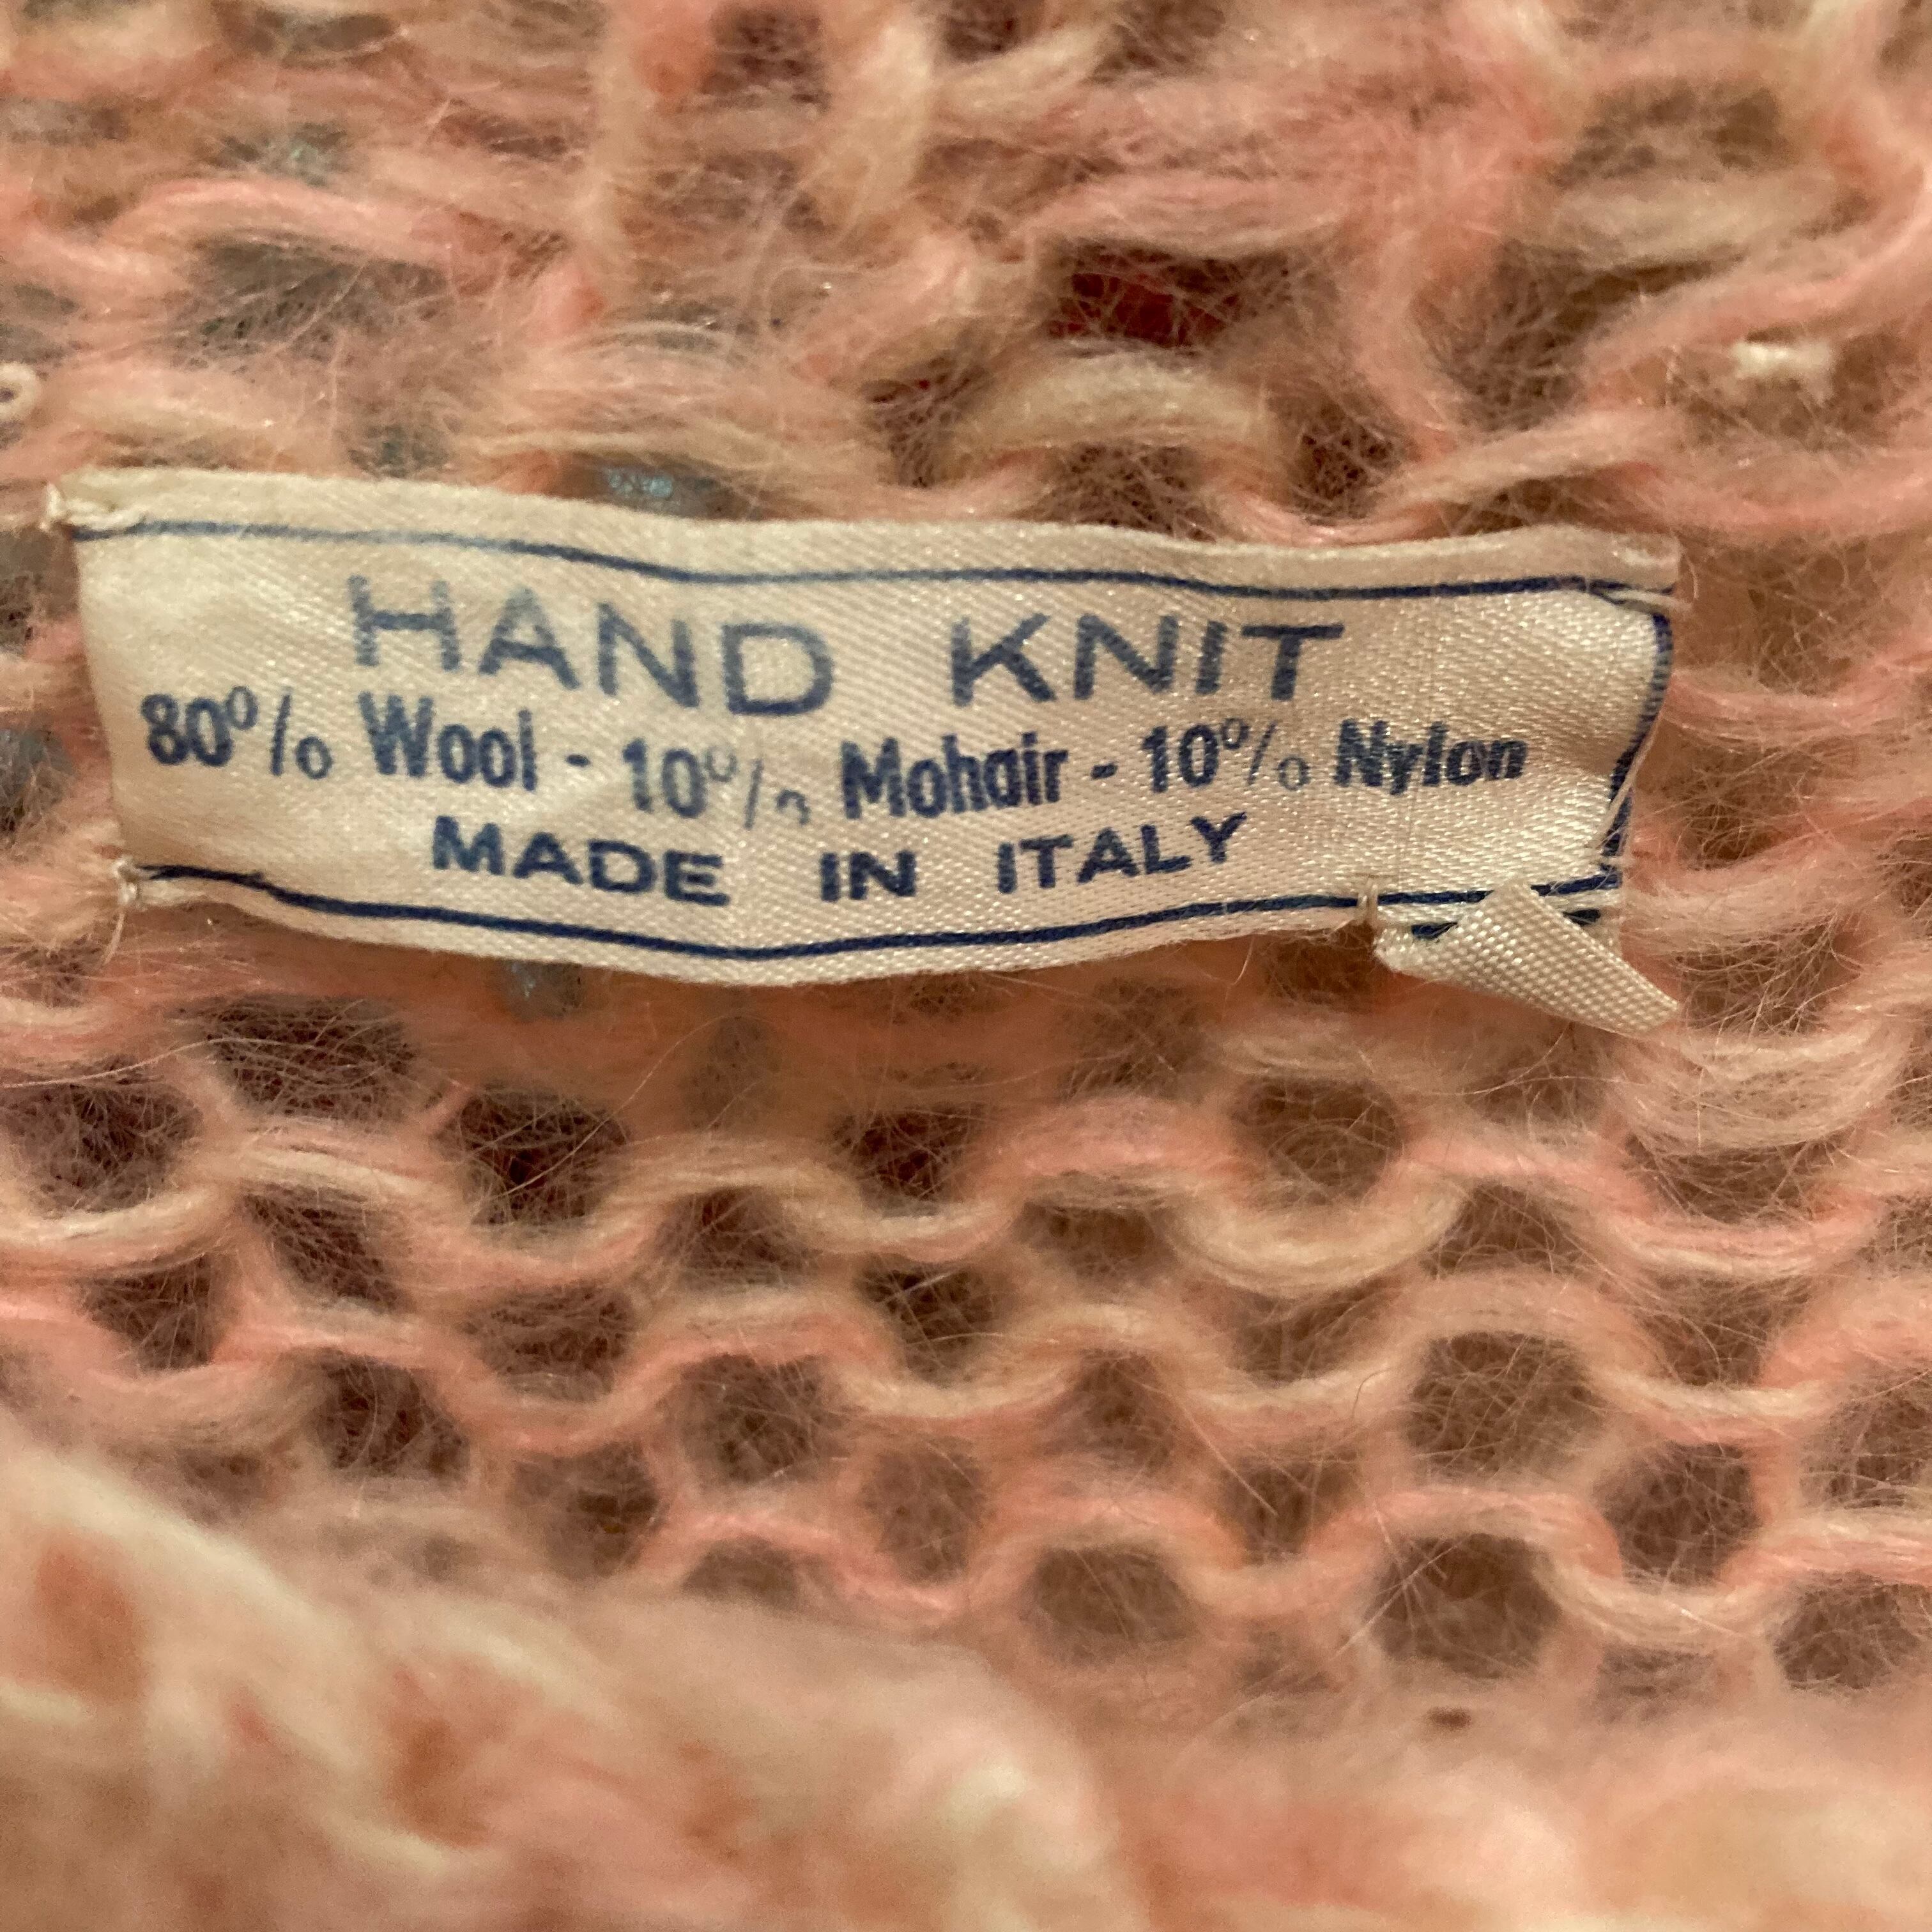 HAND KNIT
80% Wool - 10% Mohair - 10% Nylon
MADE IN ITALY